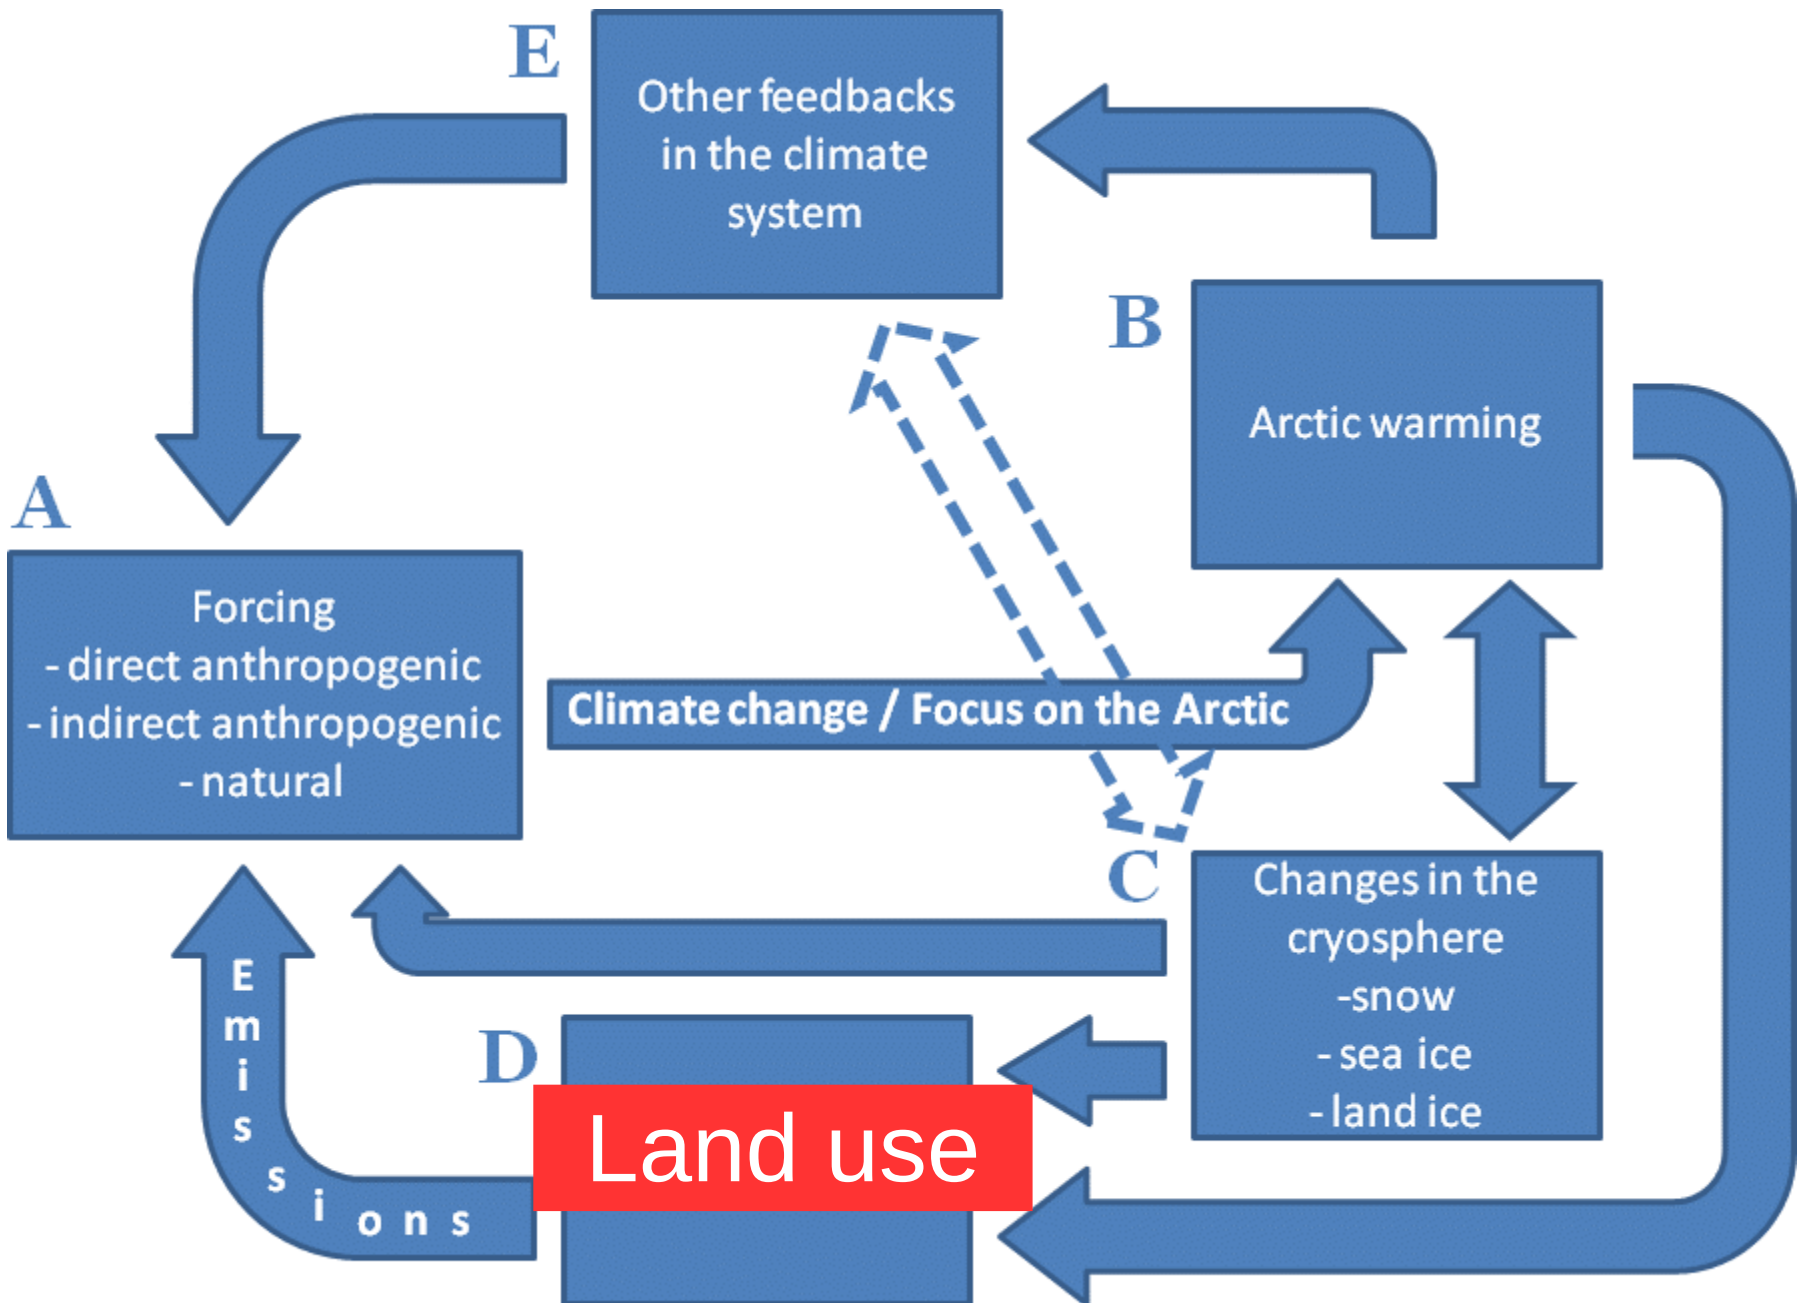 E
Other feedbacks
in the climate
system
B
Arctic warming
A
Forcing
- direct anthropogenic
- indirect anthropogenic
- natural
Climate change / Focus on the Arctic
C
Changes in the
cryosphere
-snow
- sea ice
- land ice
D
Land use
Emissions